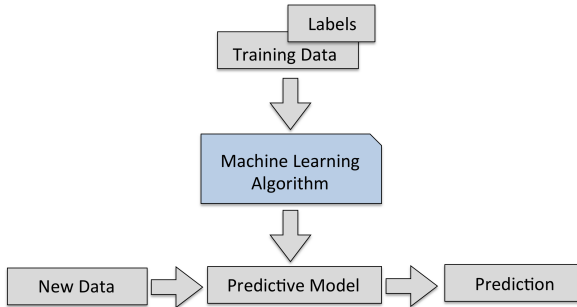 Labels
Training Data
Machine Learning
Algorithm
New Data
Predictive Model
Prediction